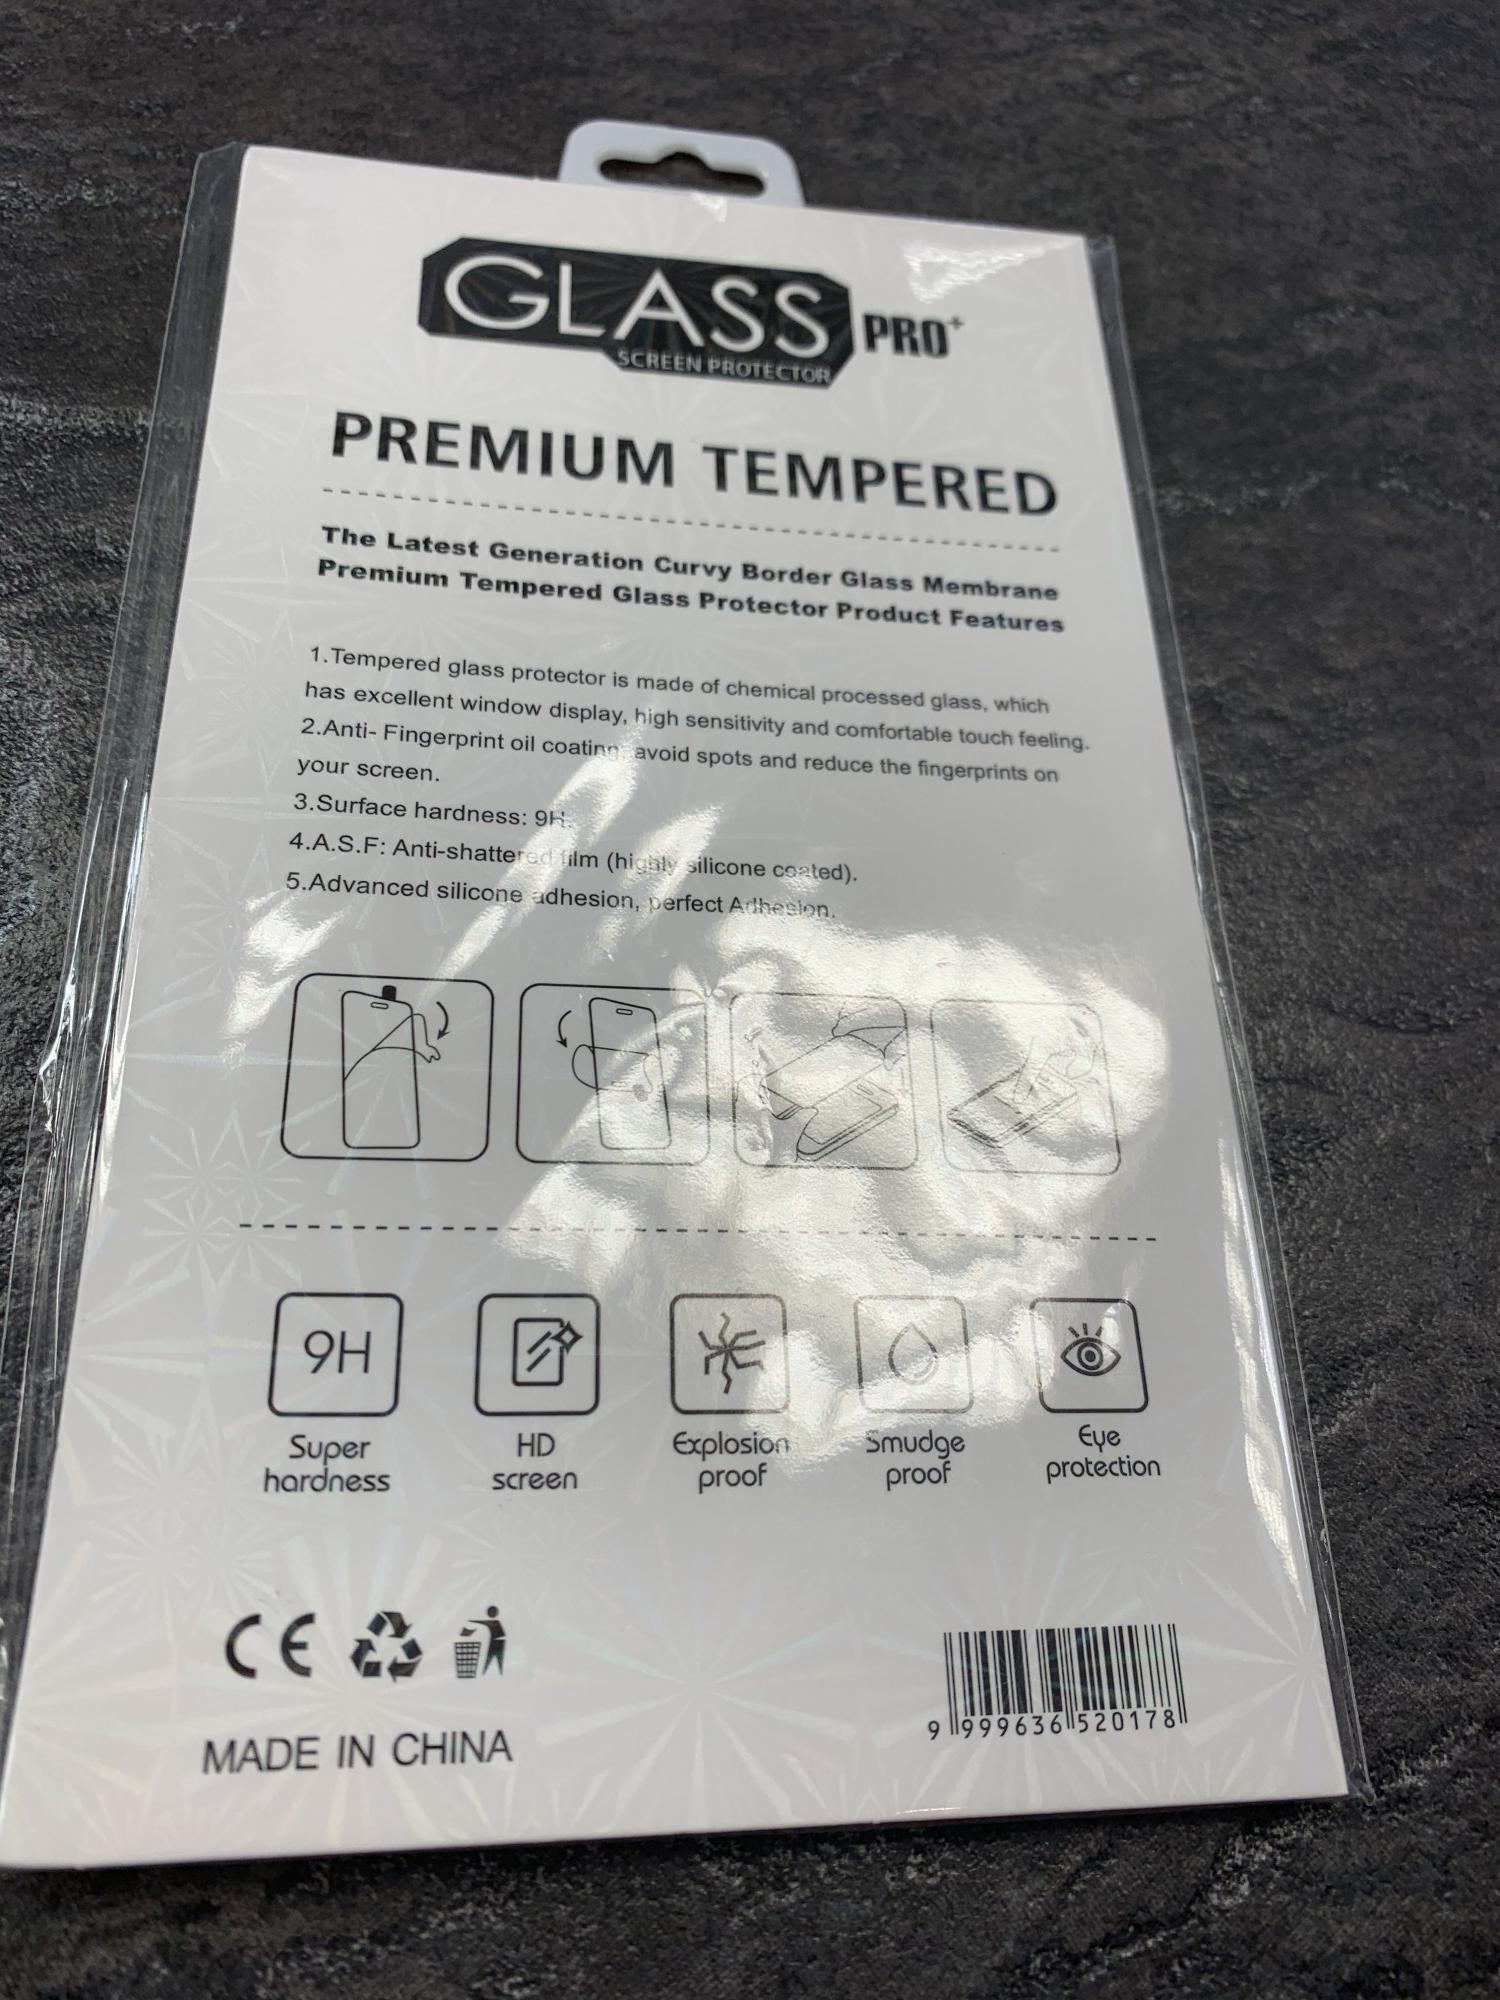 GLASS PRO+
SCREEN PROTECTOR
PREMIUM TEMPERED
The Latest Generation Curvy Border Glass Membrane
Premium Tempered Glass Protector Product Features
1.Tempered glass protector is made of chemical processed glass, which
has excellent window display, high sensitivity and comfortable touch feeling.
2.Anti- Fingerprint oil coating, avoid spots and reduce the fingerprints on
your screen.
3.Surface hardness: 9H.
4.A.S.F: Anti-shattered film (highly silicone coated).
5.Advanced silicone adhesion, perfect Adhesion.
9H
Super
hardness
HD
screen
Explosion
proof
Smudge
proof
Eye
protection
CE
MADE IN CHINA
9 999636 520178